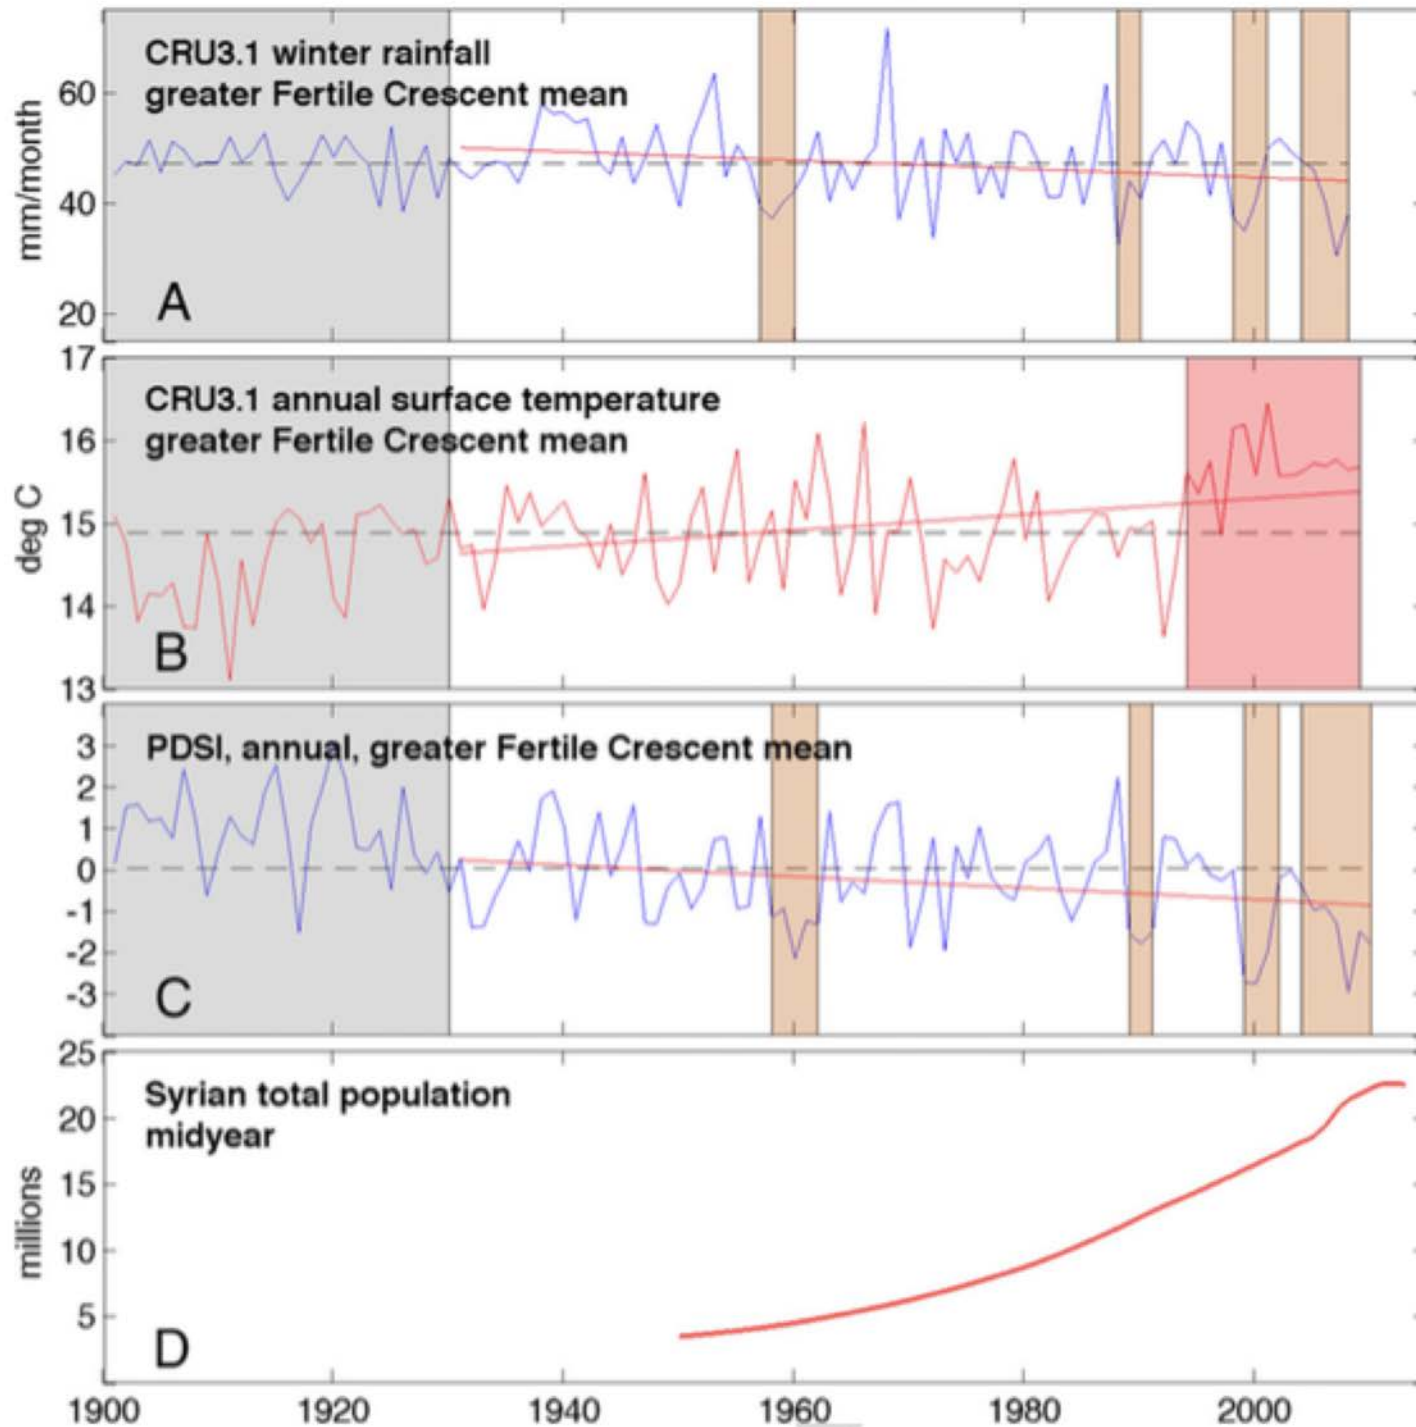 CRU3.1 winter rainfall
greater Fertile Crescent mean
60
40
20
mm/month
A
17
CRU3.1 annual surface temperature
greater Fertile Crescent mean
16
15
14
13
deg C
B
PDSI, annual, greater Fertile Crescent mean
3
2
1
0
-1
-2
-3
C
25
Syrian total population
midyear
20
15
10
5
millions
D
1900 1920 1940 1960 1980 2000